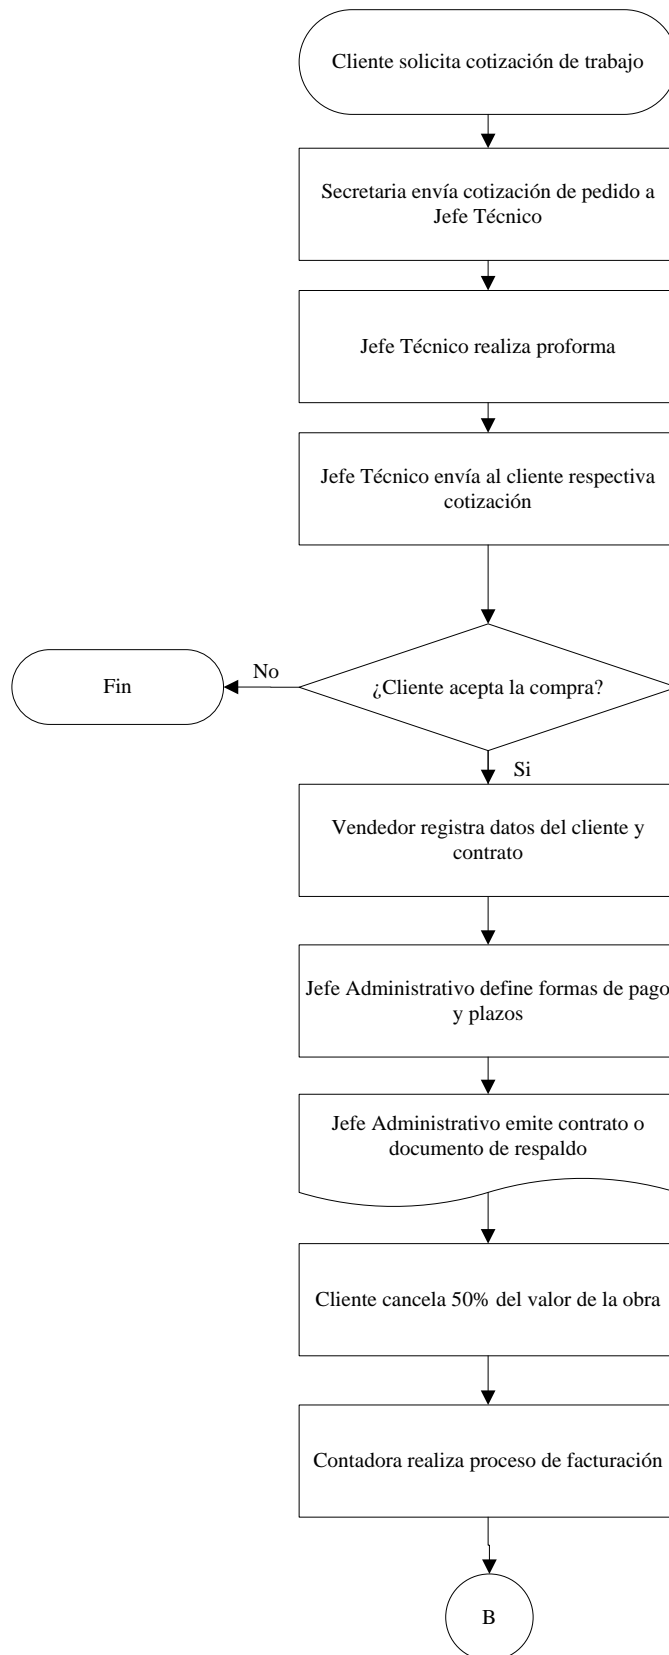 Cliente solicita cotización de trabajo
Secretaria envía cotización de pedido a
Jefe Técnico
Jefe Técnico realiza proforma
Jefe Técnico envía al cliente respectiva
cotización
¿Cliente acepta la compra?
No
Fin
Si
Vendedor registra datos del cliente y
contrato
Jefe Administrativo define formas de pago
y plazos
Jefe Administrativo emite contrato o
documento de respaldo
Cliente cancela 50% del valor de la obra
Contadora realiza proceso de facturación
B